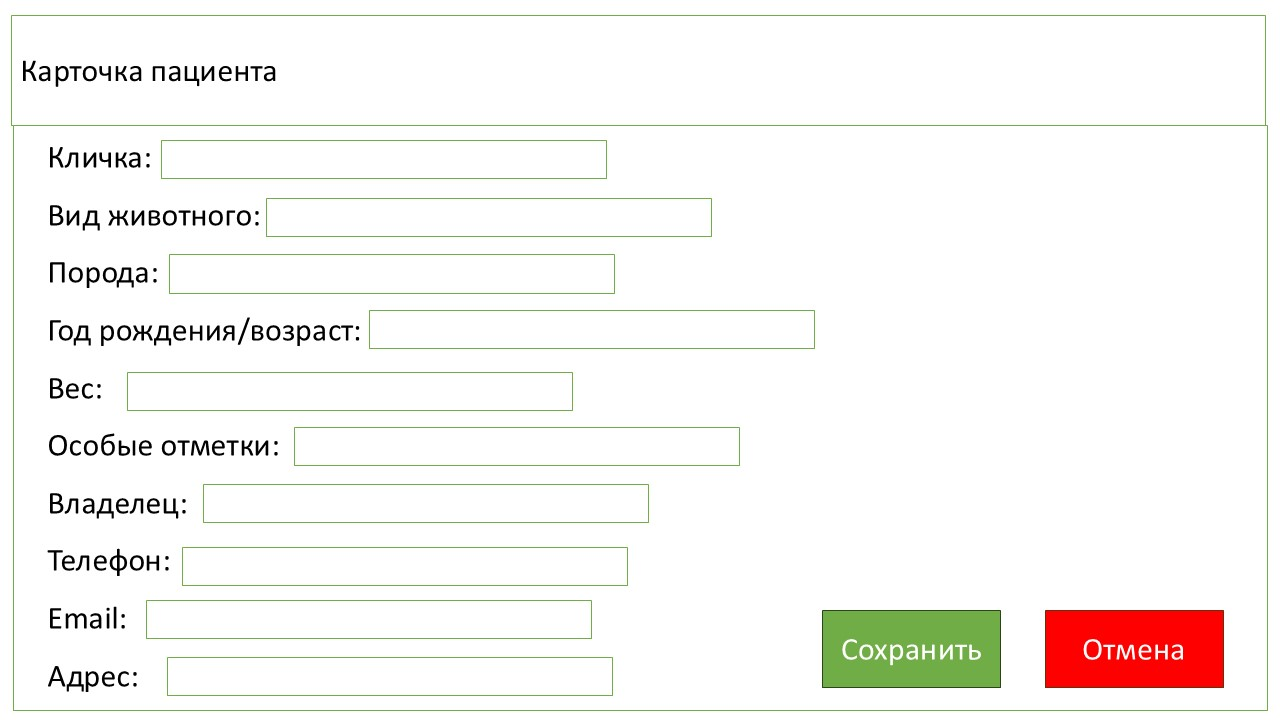 Карточка пациента
Кличка:
Вид животного:
Порода:
Год рождения/возраст:
Вес:
Особые отметки:
Владелец:
Телефон:
Email:
Адрес:
Сохранить
Отмена